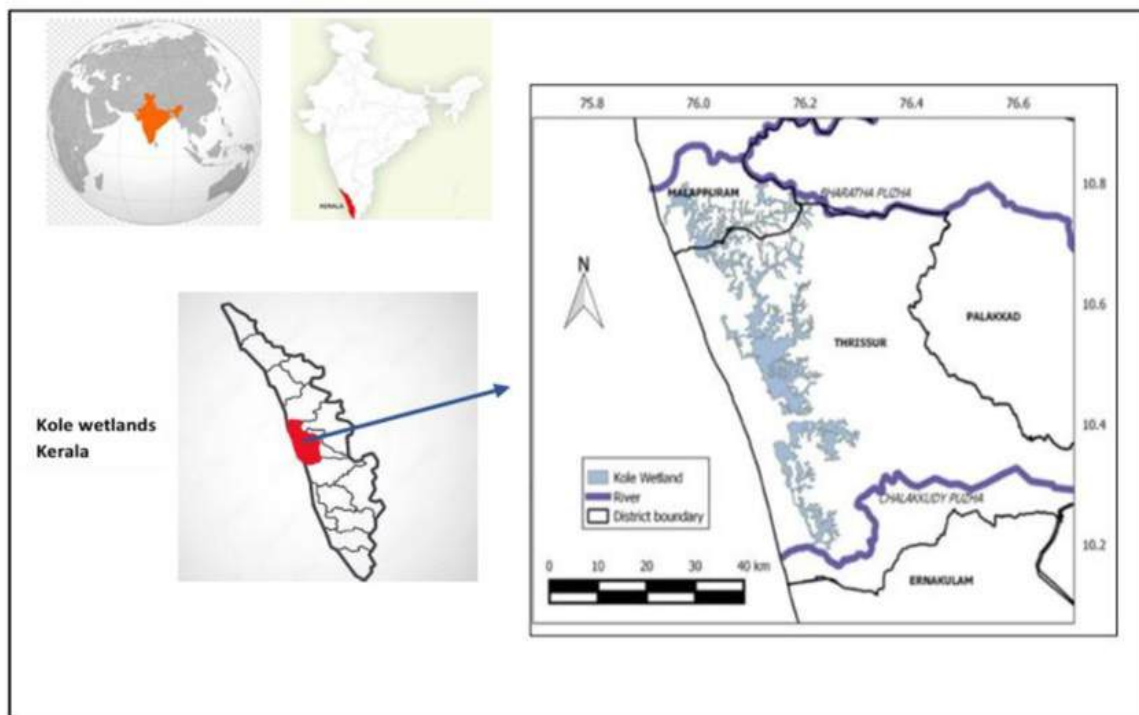 KERALA
Kole wetlands
Kerala
75.8 76.0 76.2 76.4 76.6
MALAPPURAM
BHARATHA PUZHA
10.8
N
10.6
PALAKKAD
THRISSUR
10.4
Kole Wetland
River
District boundary
CHALAKKUDY PUZHA
10.2
0 10 20 30 40 km
ERNAKULAM